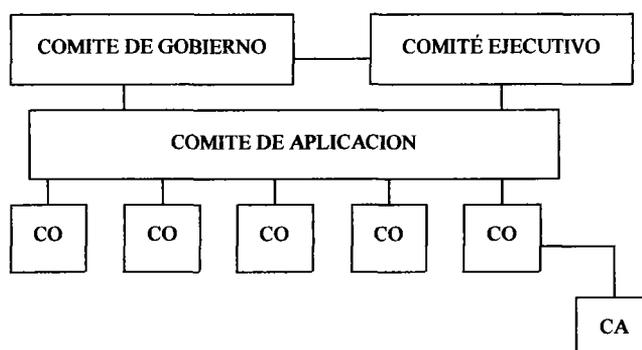 COMITE DE GOBIERNO
COMITÉ EJECUTIVO
COMITE DE APLICACION
CO
CO
CO
CO
CO
CA